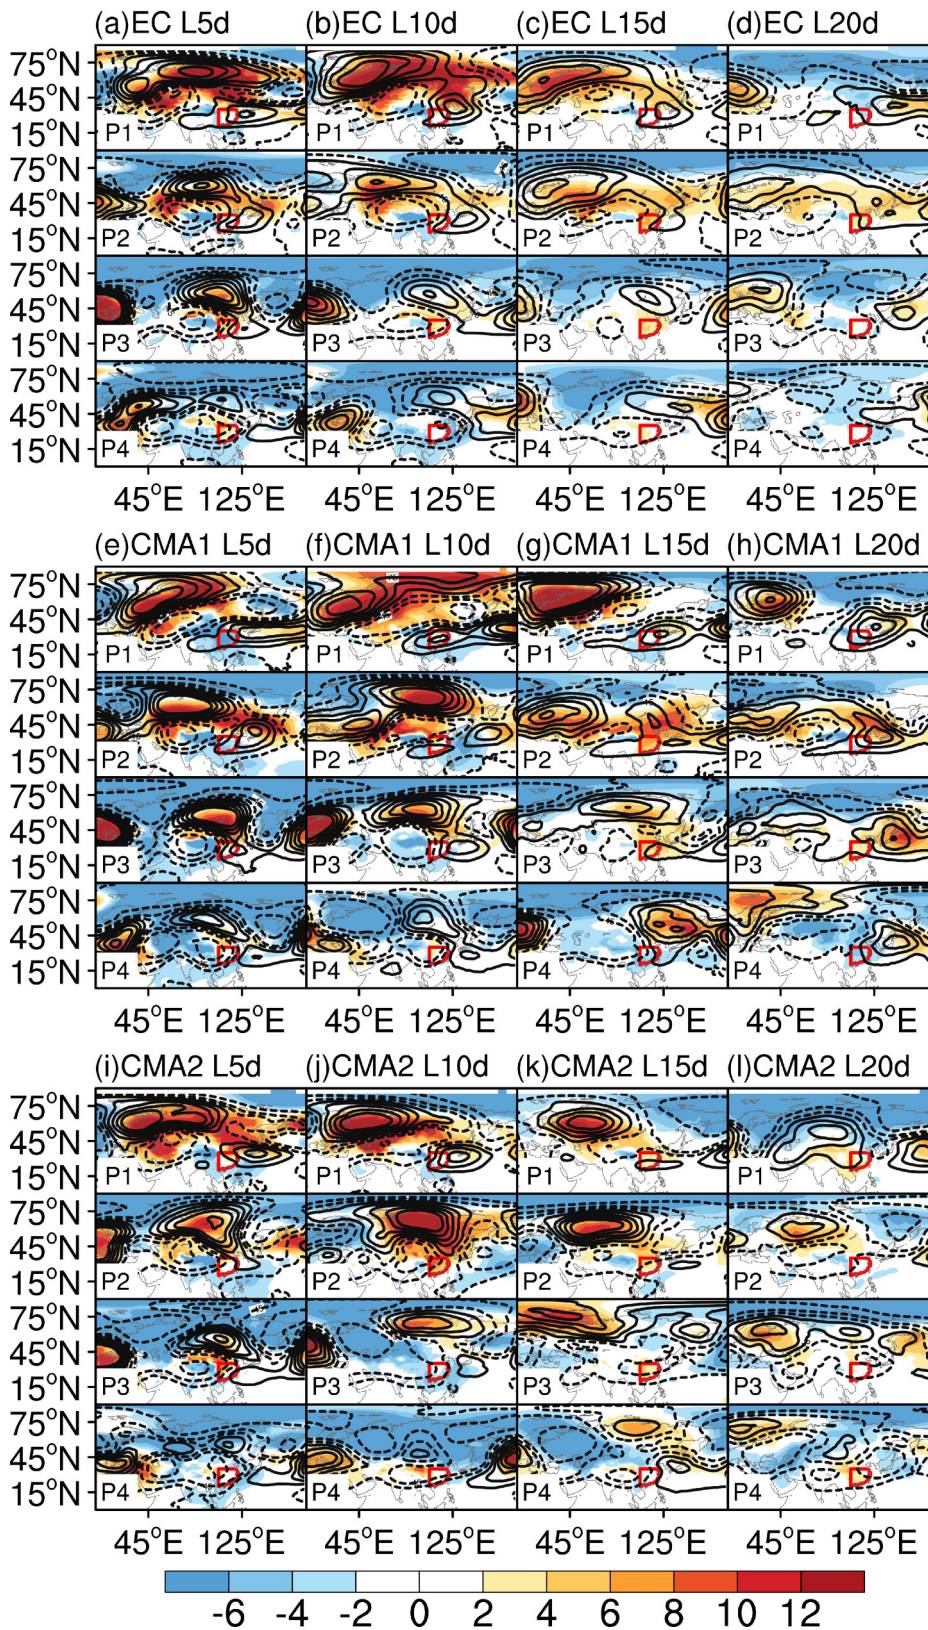 (a)EC L5d (b)EC L10d (c)EC L15d (d)EC L20d
75°N
45°N
15°N
P1 P1 P1 P1
75°N
45°N
15°N
P2 P2 P2 P2
75°N
45°N
15°N
P3 P3 P3 P3
75°N
45°N
15°N
P4 P4 P4 P4
45°E 125°E 45°E 125°E 45°E 125°E 45°E 125°E
(e)CMA1 L5d (f)CMA1 L10d (g)CMA1 L15d (h)CMA1 L20d
75°N
45°N
15°N
P1 P1 P1 P1
75°N
45°N
15°N
P2 P2 P2 P2
75°N
45°N
15°N
P3 P3 P3 P3
75°N
45°N
15°N
P4 P4 P4 P4
45°E 125°E 45°E 125°E 45°E 125°E 45°E 125°E
(i)CMA2 L5d (j)CMA2 L10d (k)CMA2 L15d (l)CMA2 L20d
75°N
45°N
15°N
P1 P1 P1 P1
75°N
45°N
15°N
P2 P2 P2 P2
75°N
45°N
15°N
P3 P3 P3 P3
75°N
45°N
15°N
P4 P4 P4 P4
45°E 125°E 45°E 125°E 45°E 125°E 45°E 125°E
-6 -4 -2 0 2 4 6 8 10 12